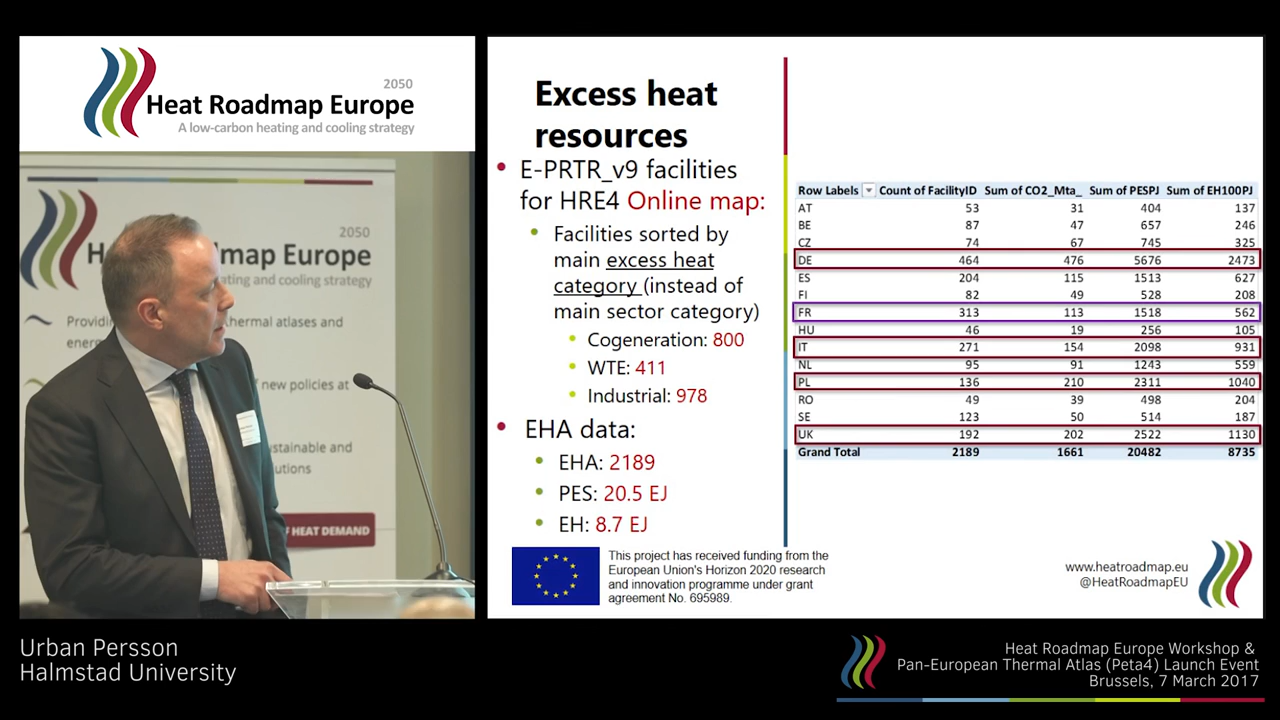 2050
Heat Roadmap Europe
A low-carbon heating and cooling strategy
2050
H map Europe
ating and cooling strategy
Providi hermal atlases and
energ
new policies at
ustainable and
utions
OF HEAT DEMAND
Excess heat
resources
• E-PRTR_v9 facilities
for HRE4 Online map:
• Facilities sorted by
main excess heat
category (instead of
main sector category)
• Cogeneration: 800
• WTE: 411
• Industrial: 978
• EHA data:
• EHA: 2189
• PES: 20.5 EJ
• EH: 8.7 EJ
Row Labels Count of FacilityID Sum of CO2_Mta_ Sum of PESPJ Sum of EH100PJ
AT 53 31 404 137
BE 87 47 657 246
CZ 74 67 745 325
DE 464 476 5676 2473
ES 204 115 1513 627
FI 82 49 528 208
FR 313 113 1518 562
HU 46 19 256 105
IT 271 154 2098 931
NL 95 91 1243 559
PL 136 210 2311 1040
RO 49 39 498 204
SE 123 50 514 187
UK 192 202 2522 1130
Grand Total 2189 1661 20482 8735
This project has received funding from the
European Union's Horizon 2020 research
and innovation programme under grant
agreement No. 695989.
www.heatroadmap.eu
@HeatRoadmapEU
Urban Persson
Halmstad University
Heat Roadmap Europe Workshop &
Pan-European Thermal Atlas (Peta4) Launch Event
Brussels, 7 March 2017